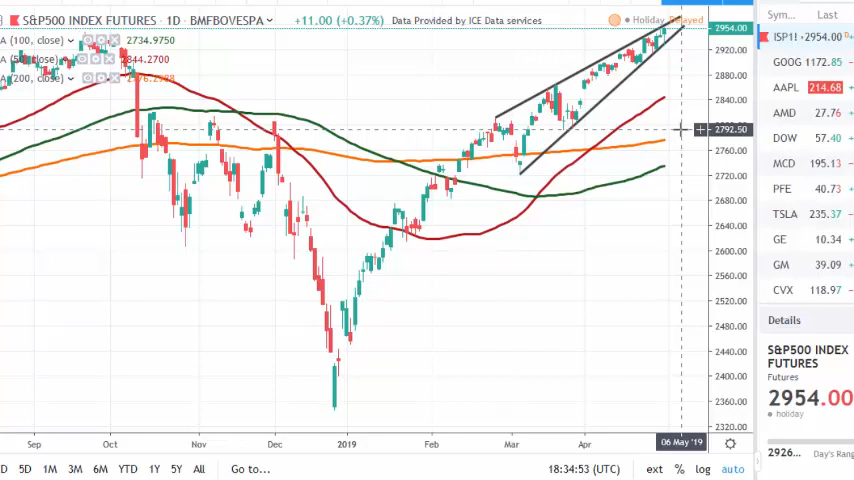 S&P500 INDEX FUTURES · 1D · BMFBOVESPA
+11.00 (+0.37%)
Data Provided by ICE Data services
Holiday
Delayed
A (100, close) 2734.9750
A (50, close) 2844.2700
A (200, close)
2954.00
2920.00
2880.00
2840.00
2792.50
2760.00
2720.00
2680.00
2640.00
2600.00
2560.00
2520.00
2480.00
2440.00
2400.00
2360.00
2320.00
Sep Oct Nov Dec 2019 Feb Mar Apr 06 May '19
D 5D 1M 3M 6M YTD 1Y 5Y All Go to...
18:34:53 (UTC) ext % log auto
Sym... Last
ISP11 2954.00 D
GOOG 1172.85
AAPL 214.68
AMD 27.76
DOW 57.40
MCD 195.13
PFE 40.73
TSLA 235.37
GE 10.34
GM 39.09
CVX 118.97
Details
S&P500 INDEX
FUTURES
Futures
2954.00
holiday
2926...
Day's Rang